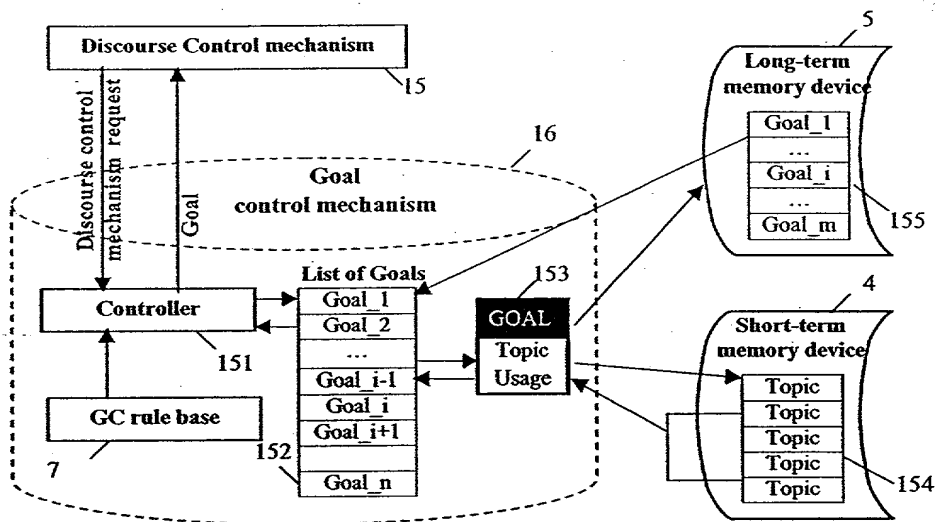 Discourse Control mechanism
15
Discourse control
mechanism request
Goal
16
Goal
control mechanism
Controller
151
GC rule base
7
List of Goals
Goal_1
Goal_2
...
Goal_i-1
Goal_i
Goal_i+1
Goal_n
152
153
GOAL
Topic
Usage
5
Long-term
memory device
Goal_1
...
Goal_i
...
Goal_m
155
4
Short-term
memory device
Topic
Topic
Topic
Topic
Topic
154